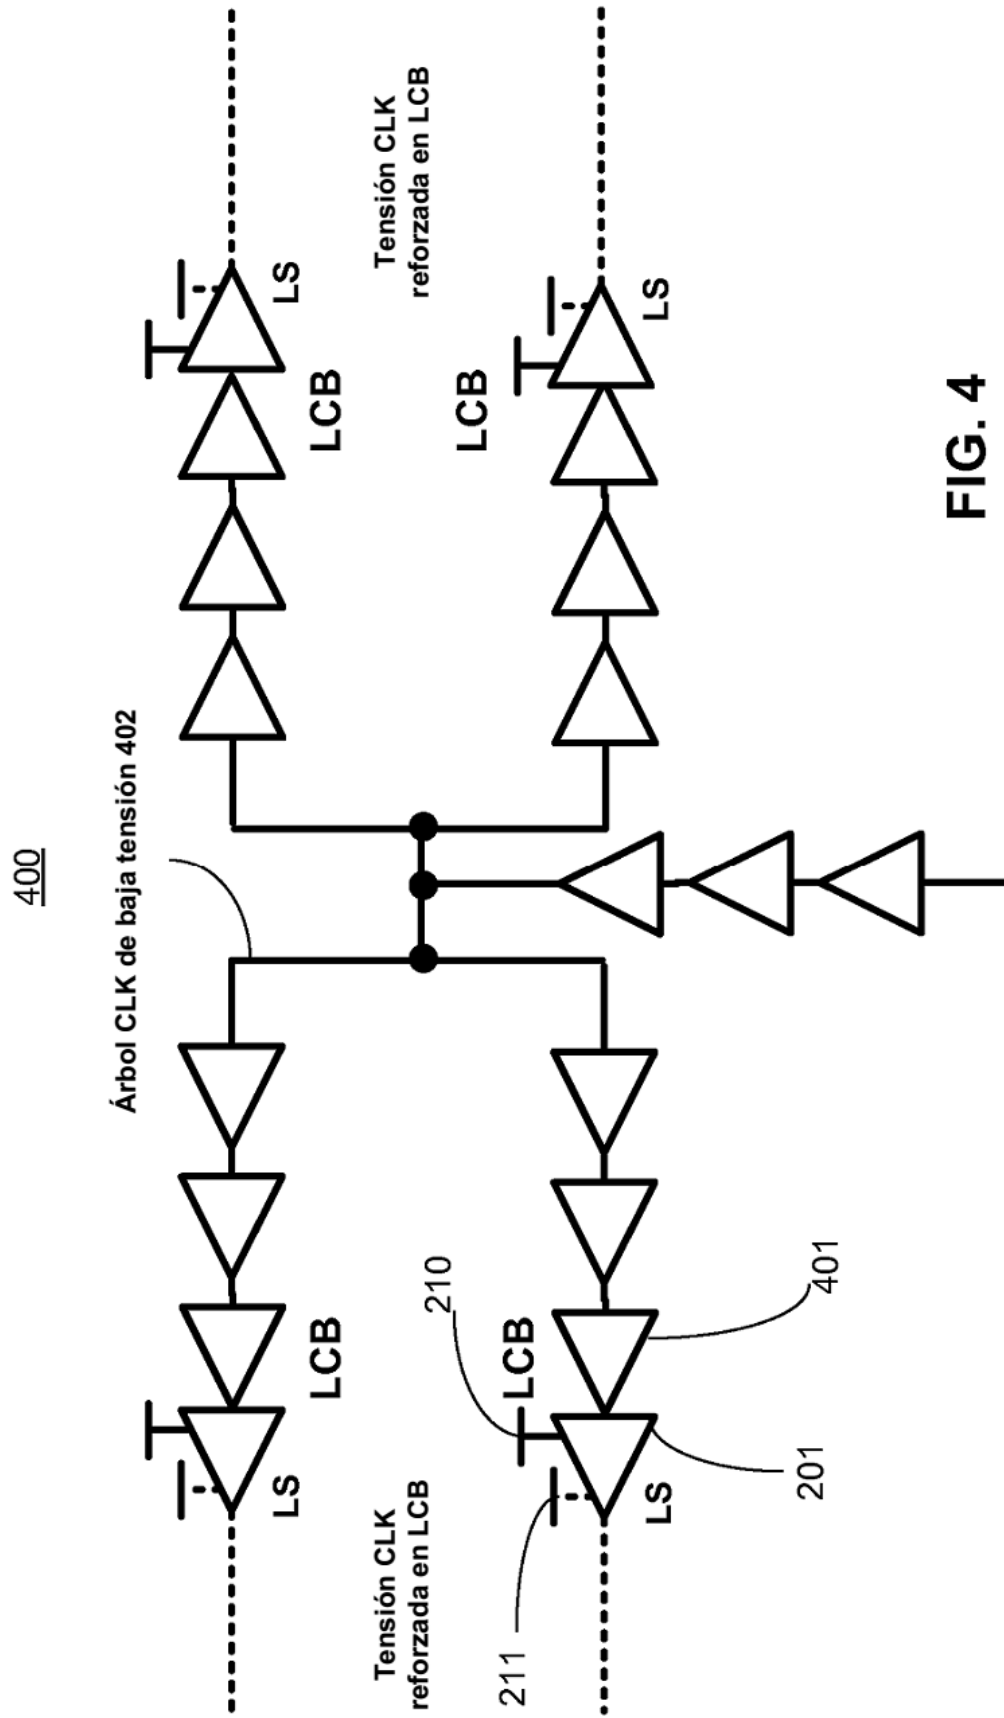 400
Árbol CLK de baja tensión 402
LS
LCB
LCB
LS
Tensión CLK
reforzada en LCB
Tensión CLK
reforzada en LCB
210
LCB
LCB
211
LS
LS
201
401
FIG. 4